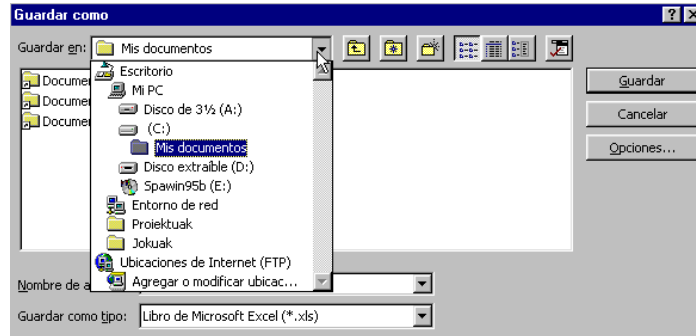 Guardar como
Guardar en: Mis documentos
Escritorio
Mi PC
Disco de 3½ (A:)
(C:)
Mis documentos
Disco extraíble (D:)
Spawin95b (E:)
Entorno de red
Proiektuak
Jokuak
Ubicaciones de Internet (FTP)
Agregar o modificar ubicac...
Guardar
Cancelar
Opciones...
Nombre de a
Guardar como tipo: Libro de Microsoft Excel (*.xls)